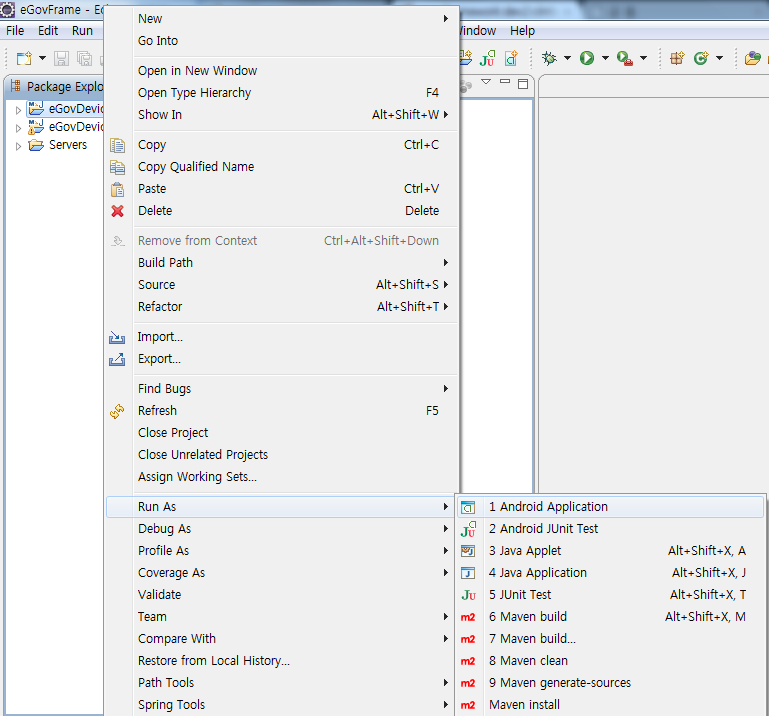 eGovFrame - E
File Edit Run Window Help
Package Explo
eGovDevic
eGovDevic
Servers
New
Go Into
Open in New Window
Open Type Hierarchy F4
Show In Alt+Shift+W
Copy Ctrl+C
Copy Qualified Name
Paste Ctrl+V
Delete Delete
Remove from Context Ctrl+Alt+Shift+Down
Build Path
Source Alt+Shift+S
Refactor Alt+Shift+T
Import...
Export...
Find Bugs
Refresh F5
Close Project
Close Unrelated Projects
Assign Working Sets...
Run As
Debug As
Profile As
Coverage As
Validate
Team
Compare With
Restore from Local History...
Path Tools
Spring Tools
1 Android Application
2 Android JUnit Test
3 Java Applet Alt+Shift+X, A
4 Java Application Alt+Shift+X, J
5 JUnit Test Alt+Shift+X, T
6 Maven build Alt+Shift+X, M
7 Maven build...
8 Maven clean
9 Maven generate-sources
Maven install